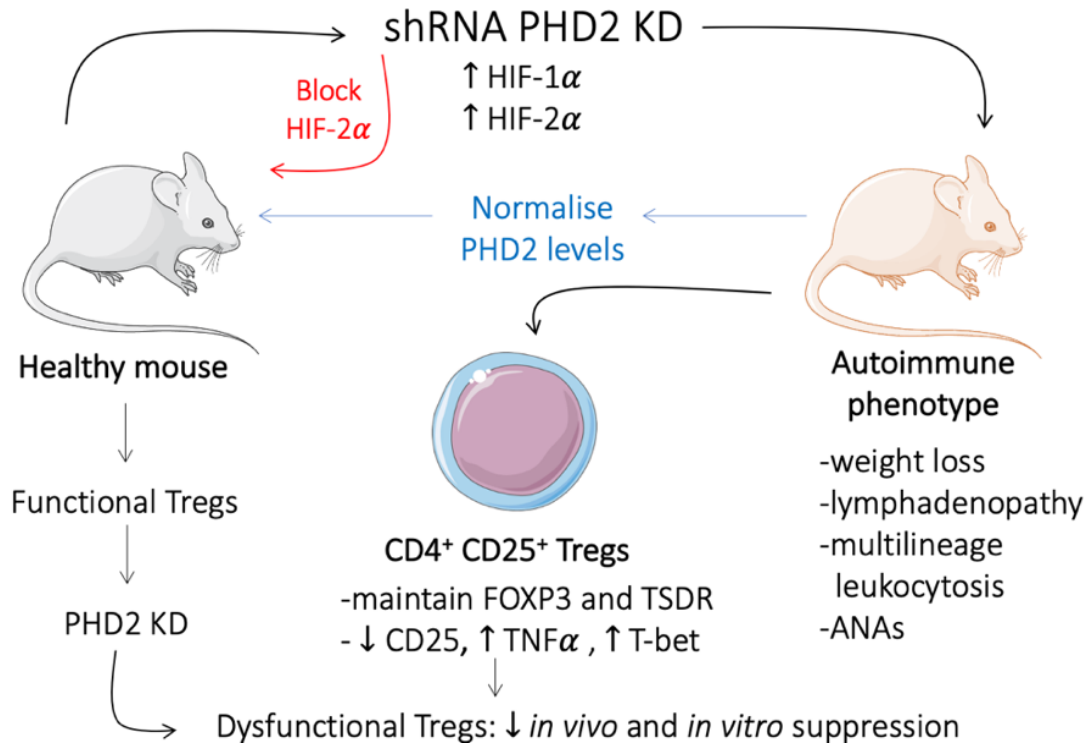 shRNA PHD2 KD
↑ HIF-1α
↑ HIF-2α
Block
HIF-2α
Normalise
PHD2 levels
Healthy mouse
Functional Tregs
PHD2 KD
CD4⁺ CD25⁺ Tregs
-maintain FOXP3 and TSDR
- ↓ CD25, ↑ TNFα , ↑ T-bet
Autoimmune
phenotype
-weight loss
-lymphadenopathy
-multilineage
leukocytosis
-ANAs
Dysfunctional Tregs: ↓ in vivo and in vitro suppression